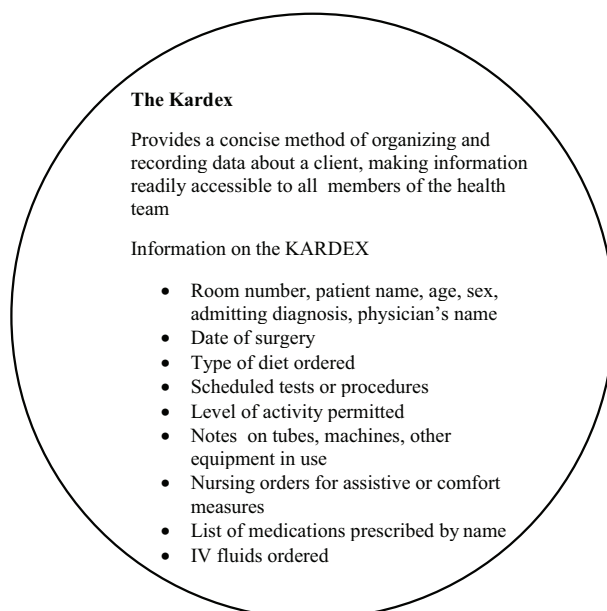 The Kardex
Provides a concise method of organizing and
recording data about a client, making information
readily accessible to all members of the health
team
Information on the KARDEX
• Room number, patient name, age, sex,
admitting diagnosis, physician's name
• Date of surgery
• Type of diet ordered
• Scheduled tests or procedures
• Level of activity permitted
• Notes on tubes, machines, other
equipment in use
• Nursing orders for assistive or comfort
measures
• List of medications prescribed by name
• IV fluids ordered